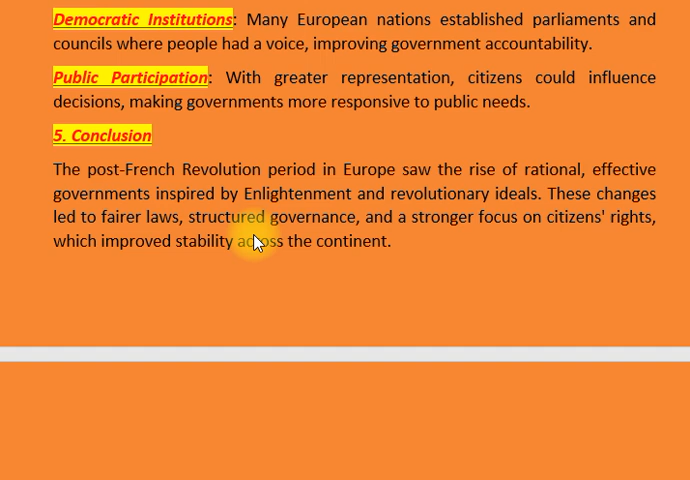 Democratic Institutions: Many European nations established parliaments and
councils where people had a voice, improving government accountability.
Public Participation: With greater representation, citizens could influence
decisions, making governments more responsive to public needs.
5. Conclusion
The post-French Revolution period in Europe saw the rise of rational, effective
governments inspired by Enlightenment and revolutionary ideals. These changes
led to fairer laws, structured governance, and a stronger focus on citizens' rights,
which improved stability across the continent.